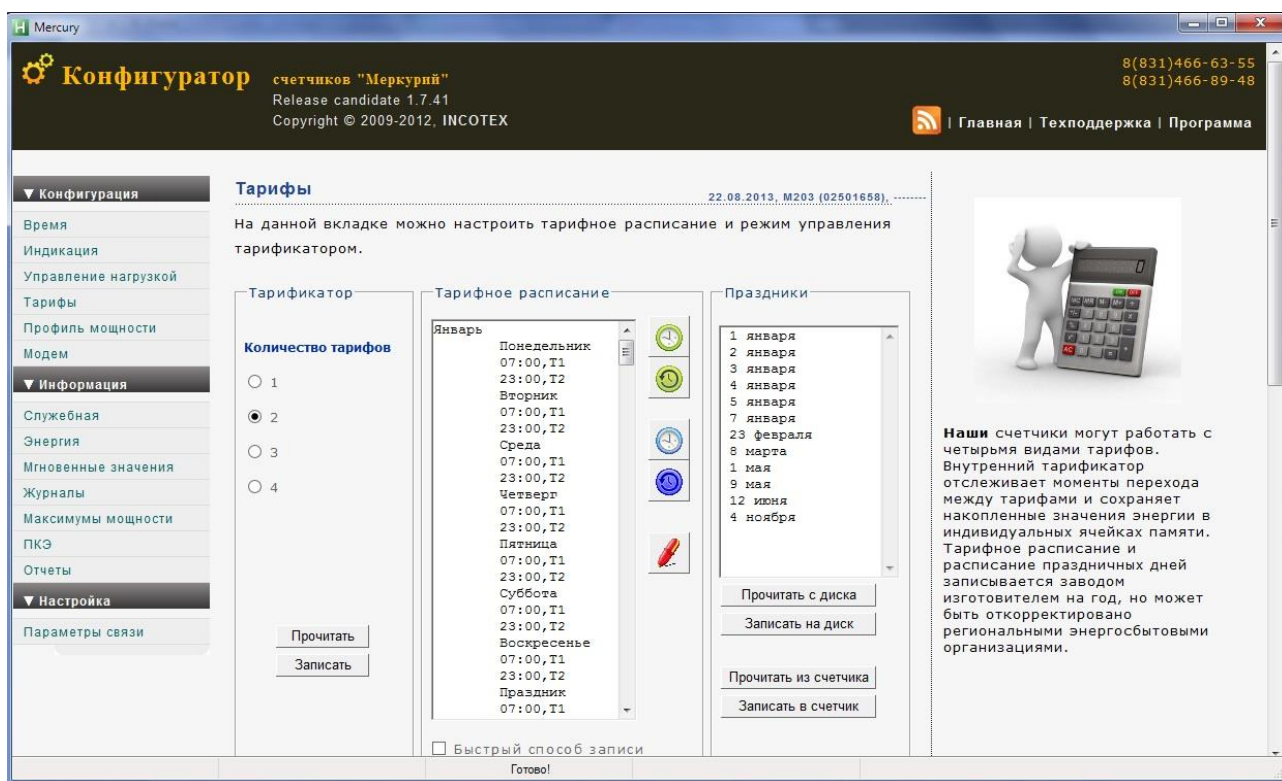 Mercury
Конфигуратор
счетчиков "Меркурий"
Release candidate 1.7.41
Copyright © 2009-2012, INCOTEX
8(831)466-63-55
8(831)466-89-48
| Главная | Техподдержка | Программа
▼ Конфигурация
Время
Индикация
Управление нагрузкой
Тарифы
Профиль мощности
Модем
▼ Информация
Служебная
Энергия
Мгновенные значения
Журналы
Максимумы мощности
ПКЭ
Отчеты
▼ Настройка
Параметры связи
Тарифы
22.08.2013, M203 (02501658), -------
На данной вкладке можно настроить тарифное расписание и режим управления
тарификатором.
Тарификатор
Количество тарифов
1
2
3
4
Прочитать
Записать
Тарифное расписание
Январь
Понедельник
07:00,T1
23:00,T2
Вторник
07:00,T1
23:00,T2
Среда
07:00,T1
23:00,T2
Четверг
07:00,T1
23:00,T2
Пятница
07:00,T1
23:00,T2
Суббота
07:00,T1
23:00,T2
Воскресенье
07:00,T1
23:00,T2
Праздник
07:00,T1
Быстрый способ записи
Праздники
1 января
2 января
3 января
4 января
5 января
7 января
23 февраля
8 марта
1 мая
9 мая
12 июня
4 ноября
Прочитать с диска
Записать на диск
Прочитать из счетчика
Записать в счетчик
Наши счетчики могут работать с
четырьмя видами тарифов.
Внутренний тарификатор
отслеживает моменты перехода
между тарифами и сохраняет
накопленные значения энергии в
индивидуальных ячейках памяти.
Тарифное расписание и
расписание праздничных дней
записывается заводом
изготовителем на год, но может
быть откорректировано
региональными энергосбытовыми
организациями.
Готово!